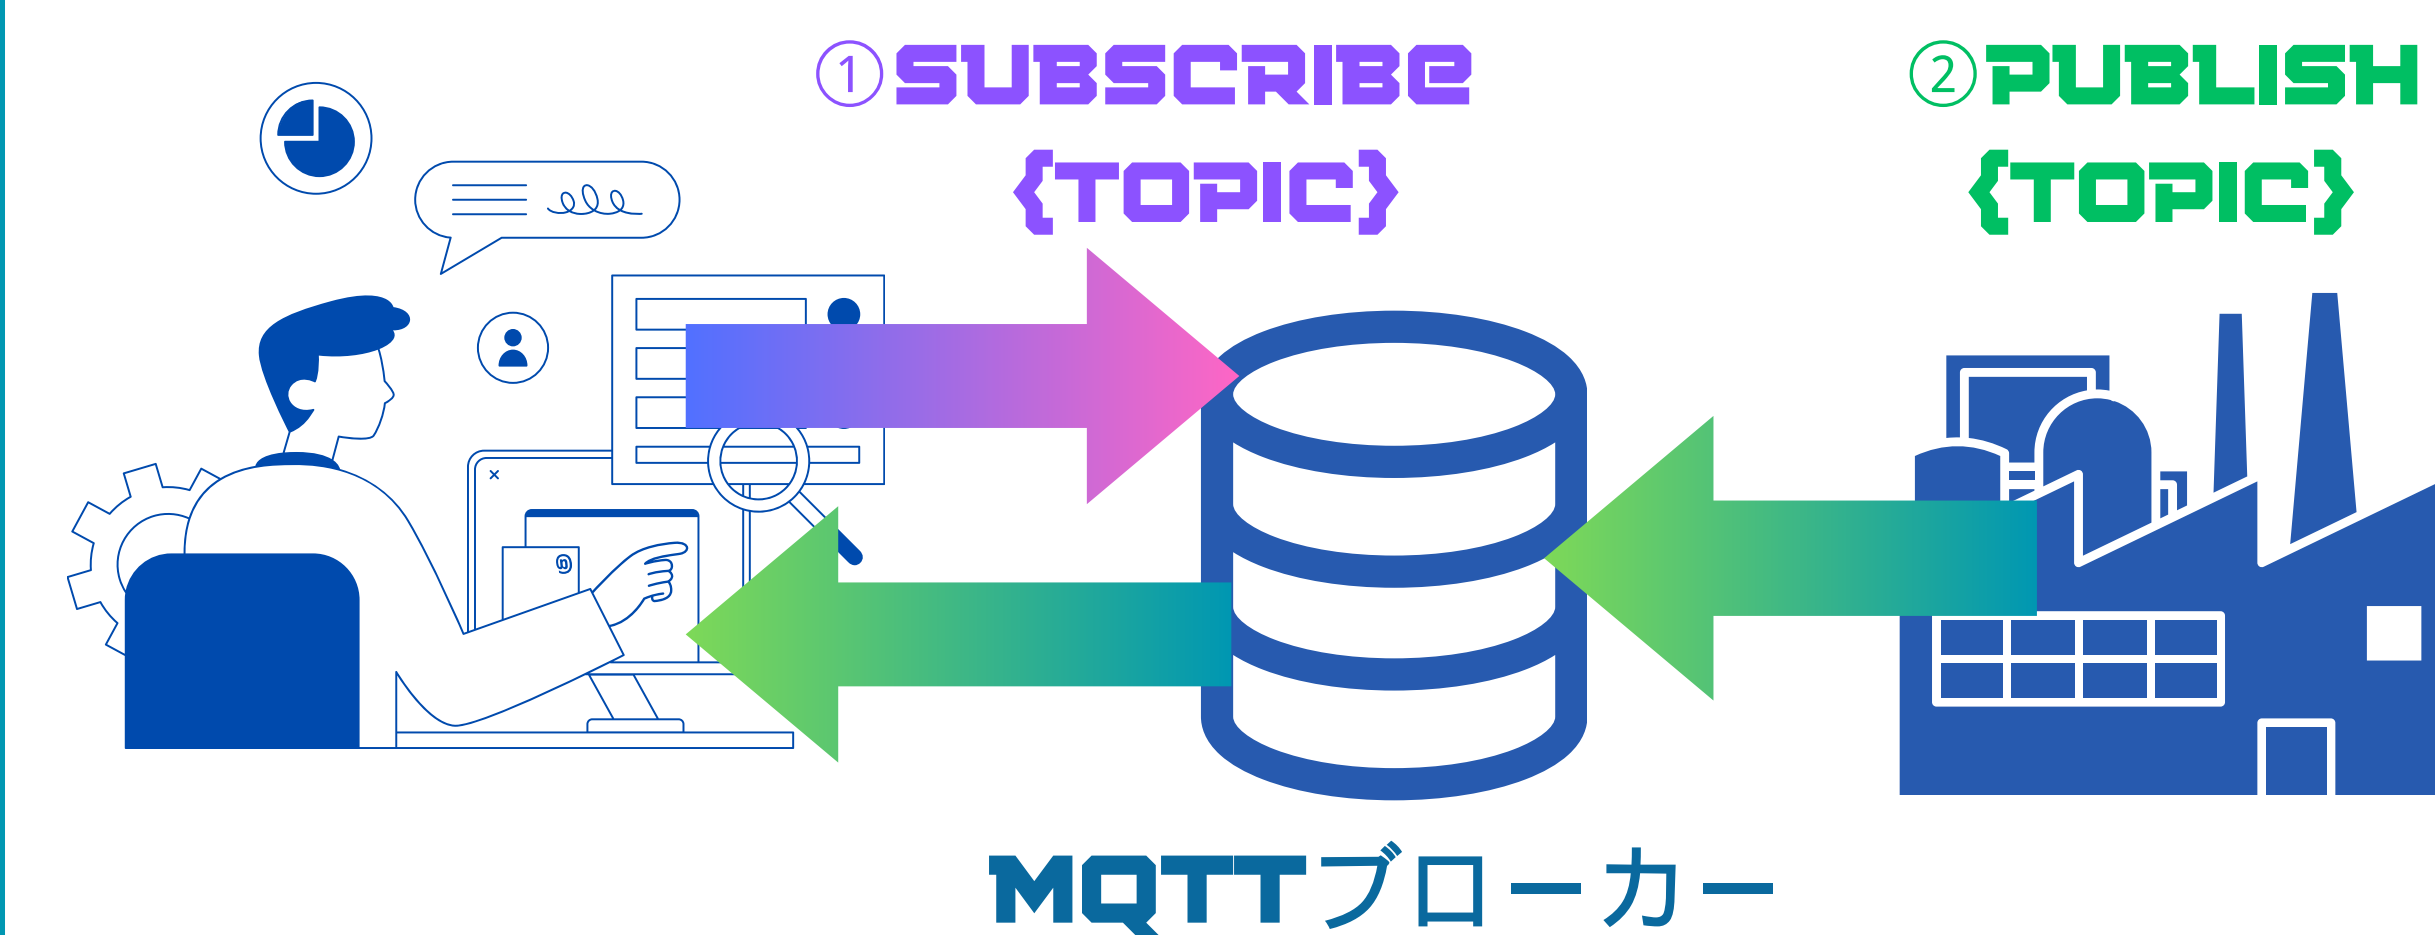 ①SUBSCRIBE
{TOPIC}
②PUBLISH
{TOPIC}
@
MQTTブローカー